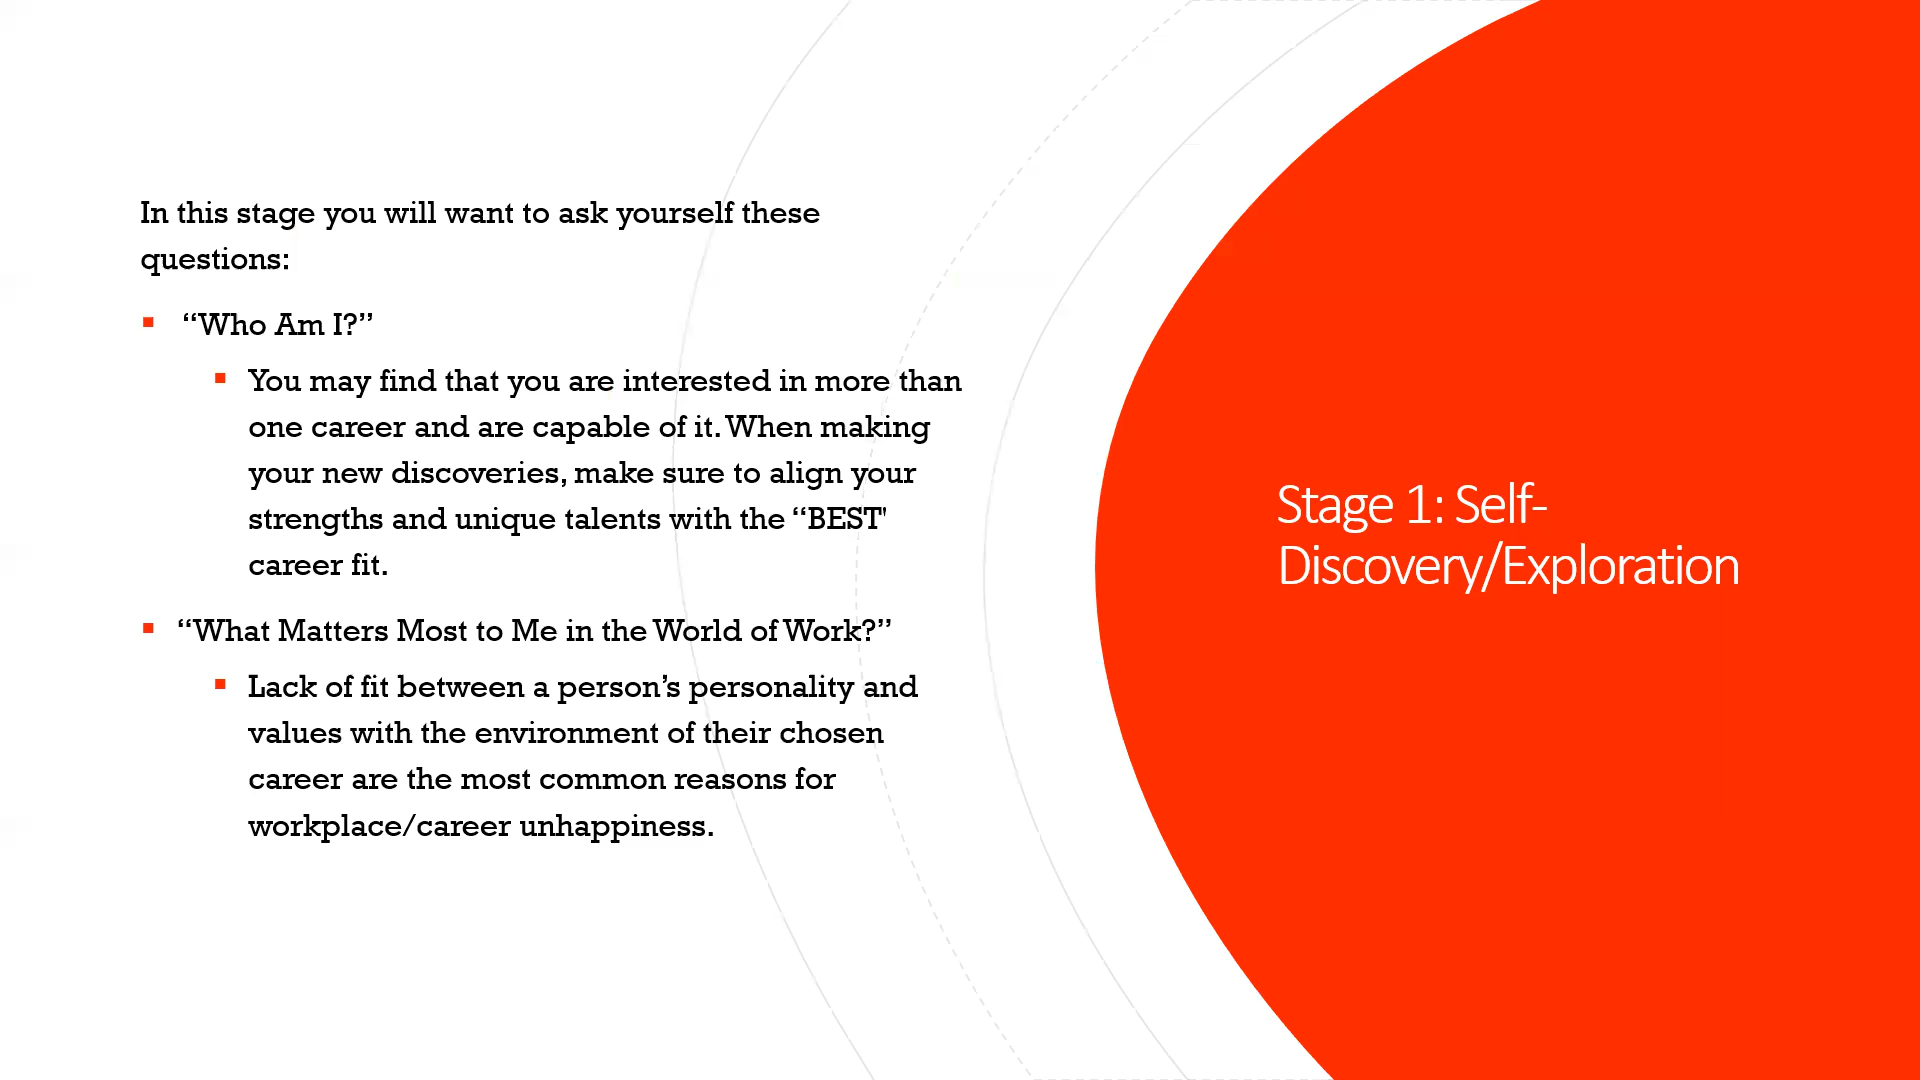 In this stage you will want to ask yourself these
questions:
“Who Am I?”
You may find that you are interested in more than
one career and are capable of it. When making
your new discoveries, make sure to align your
strengths and unique talents with the “BEST'
career fit.
“What Matters Most to Me in the World of Work?”
Lack of fit between a person’s personality and
values with the environment of their chosen
career are the most common reasons for
workplace/career unhappiness.
Stage 1: Self-
Discovery/Exploration